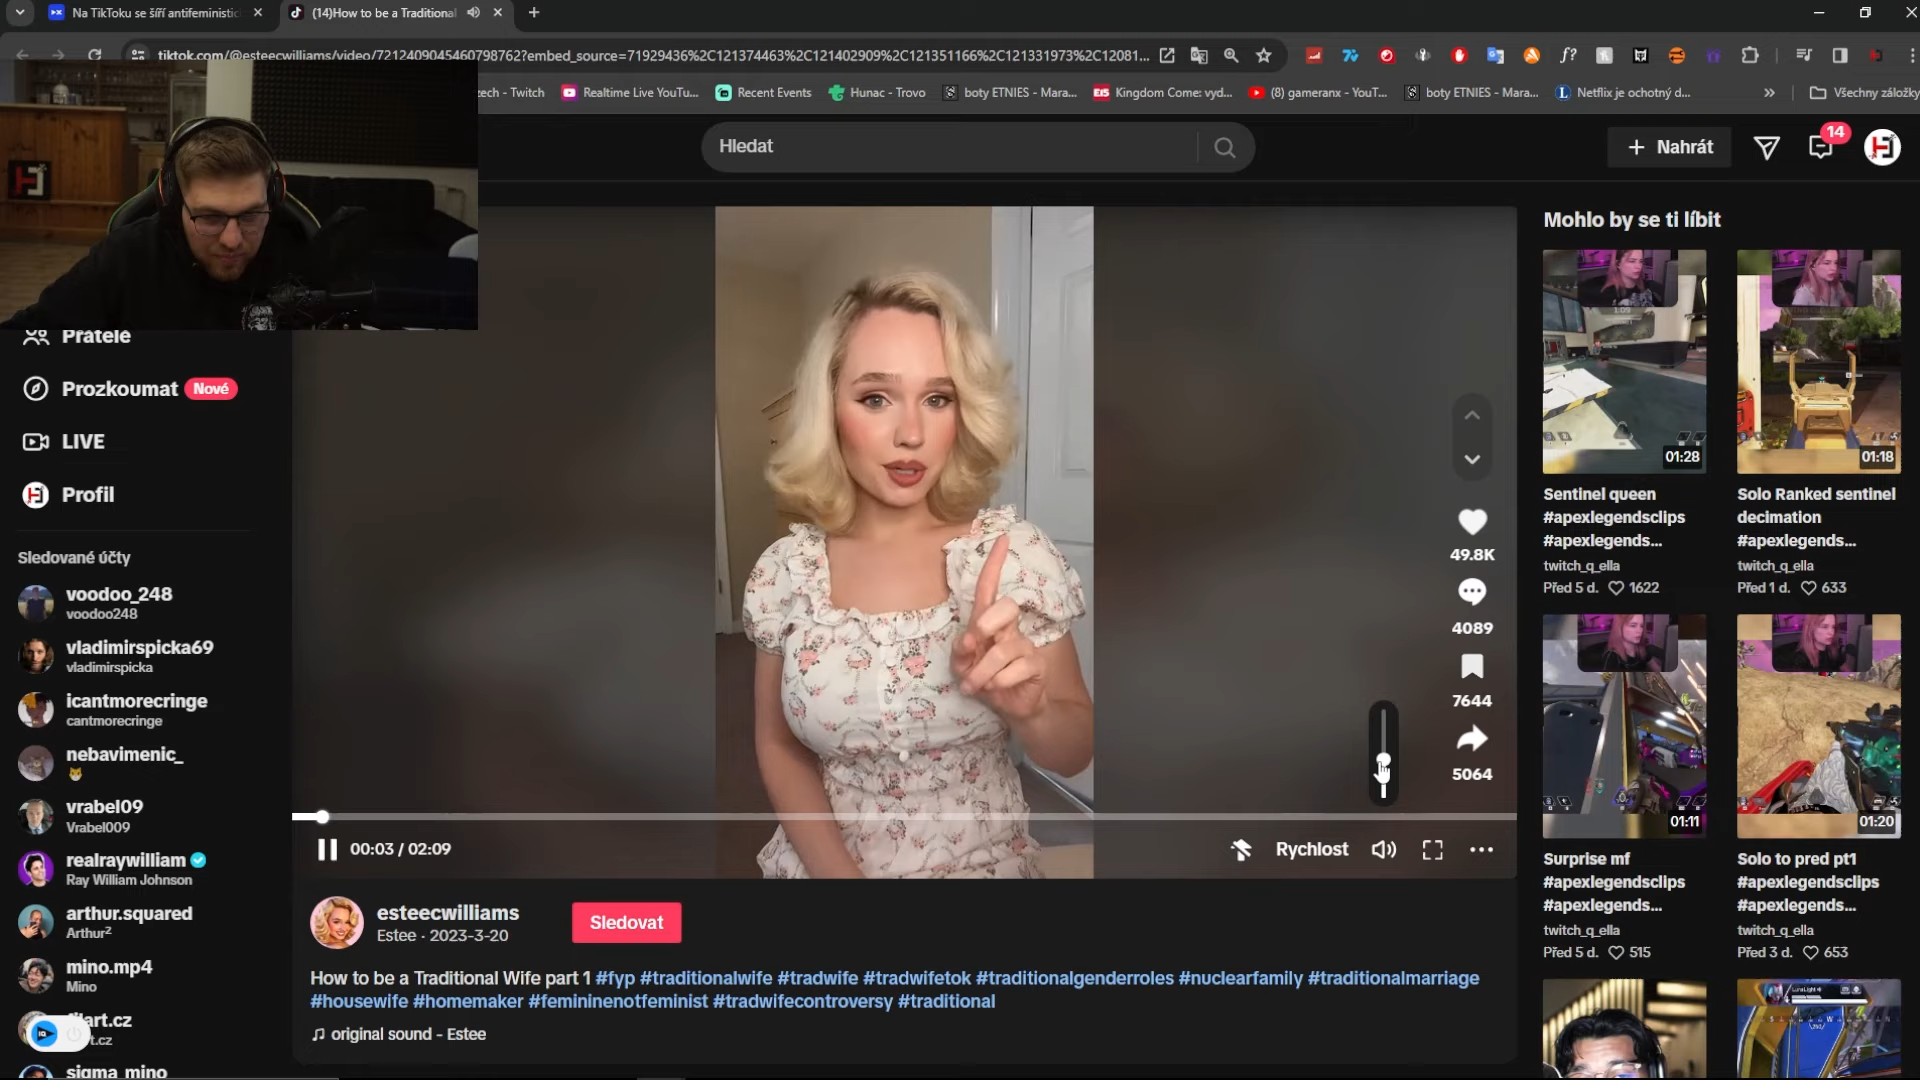 Na TikToku se šíří antifeministic
(14)How to be a Traditional
tiktok.com/@esteecwilliams/video/7212409045460798762?embed_source=71929436%2C121374463%2C121402909%2C121351166%2C121331973%2C12081...
zech - Twitch
Realtime Live YouTu...
Recent Events
Hunac - Trovo
boty ETNIES - Mara...
Kingdom Come: vyd...
(8) gameranx - YouT...
boty ETNIES - Mara...
Netflix je ochotný d...
Všechny záložky
Hledat
Nahrát
14
Přátelé
Prozkoumat Nové
LIVE
Profil
Sledované účty
voodoo_248
voodoo248
vladimirspicka69
vladimirspicka
icantmorecringe
cantmorecringe
nebavimenic_
🐱
vrabel09
Vrabel009
realraywilliam
Ray William Johnson
arthur.squared
Arthur²
mino.mp4
Mino
art.cz
t.cz
sigma_mino
49.8K
4089
7644
5064
00:03 / 02:09
Rychlost
esteecwilliams
Estee · 2023-3-20
Sledovat
How to be a Traditional Wife part 1 #fyp #traditionalwife #tradwife #tradwifetok #traditionalgenderroles #nuclearfamily #traditionalmarriage
#housewife #homemaker #femininenotfeminist #tradwifecontroversy #traditional
♫ original sound - Estee
Mohlo by se ti líbit
01:28
Sentinel queen
#apexlegendsclips
#apexlegends...
twitch_q_ella
Před 5 d. 1622
01:18
Solo Ranked sentinel
decimation
#apexlegends...
twitch_q_ella
Před 1 d. 633
01:11
Surprise mf
#apexlegendsclips
#apexlegends...
twitch_q_ella
Před 5 d. 515
01:20
Solo to pred pt1
#apexlegendsclips
#apexlegends...
twitch_q_ella
Před 3 d. 653